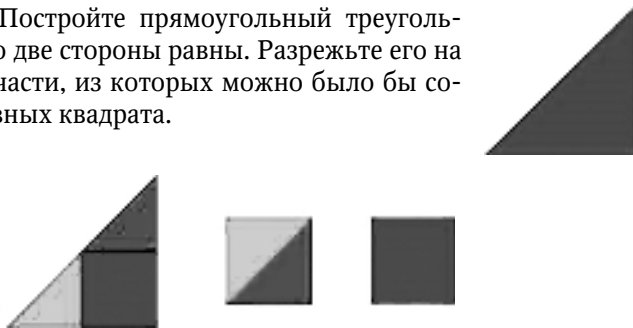 Постройте прямоугольный треуголь-
о две стороны равны. Разрежьте его на
части, из которых можно было бы со-
вных квадрата.